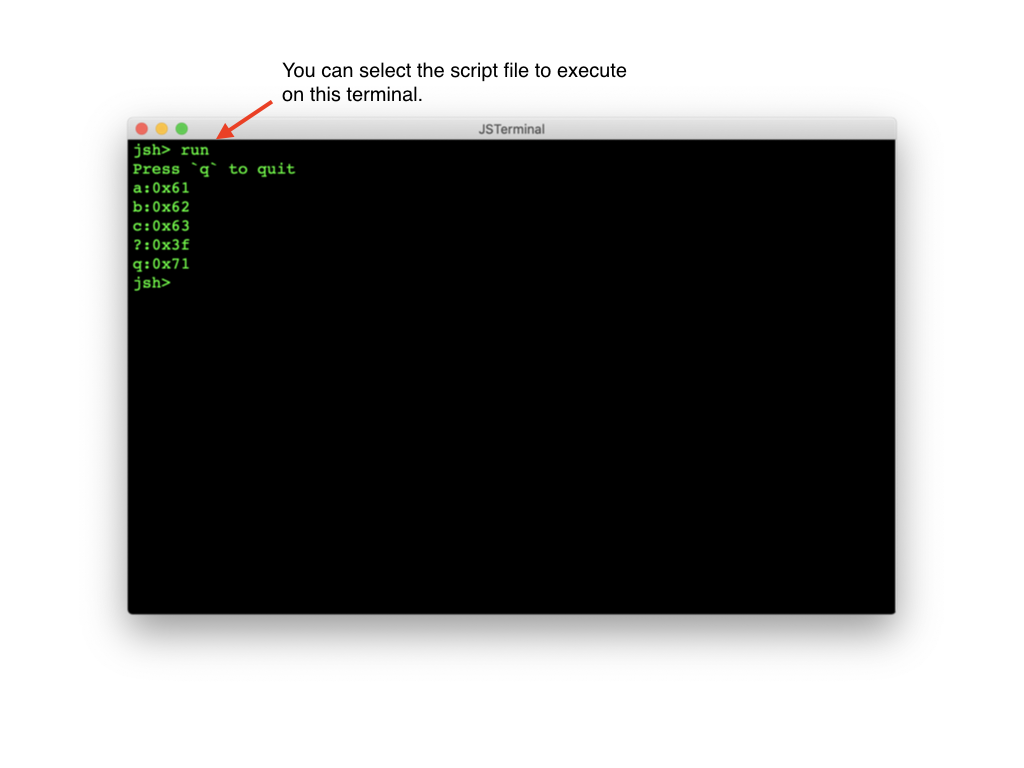 You can select the script file to execute
on this terminal.
JSTerminal
jsh> run
Press `q` to quit
a:0x61
b:0x62
c:0x63
?:0x3f
q:0x71
jsh>